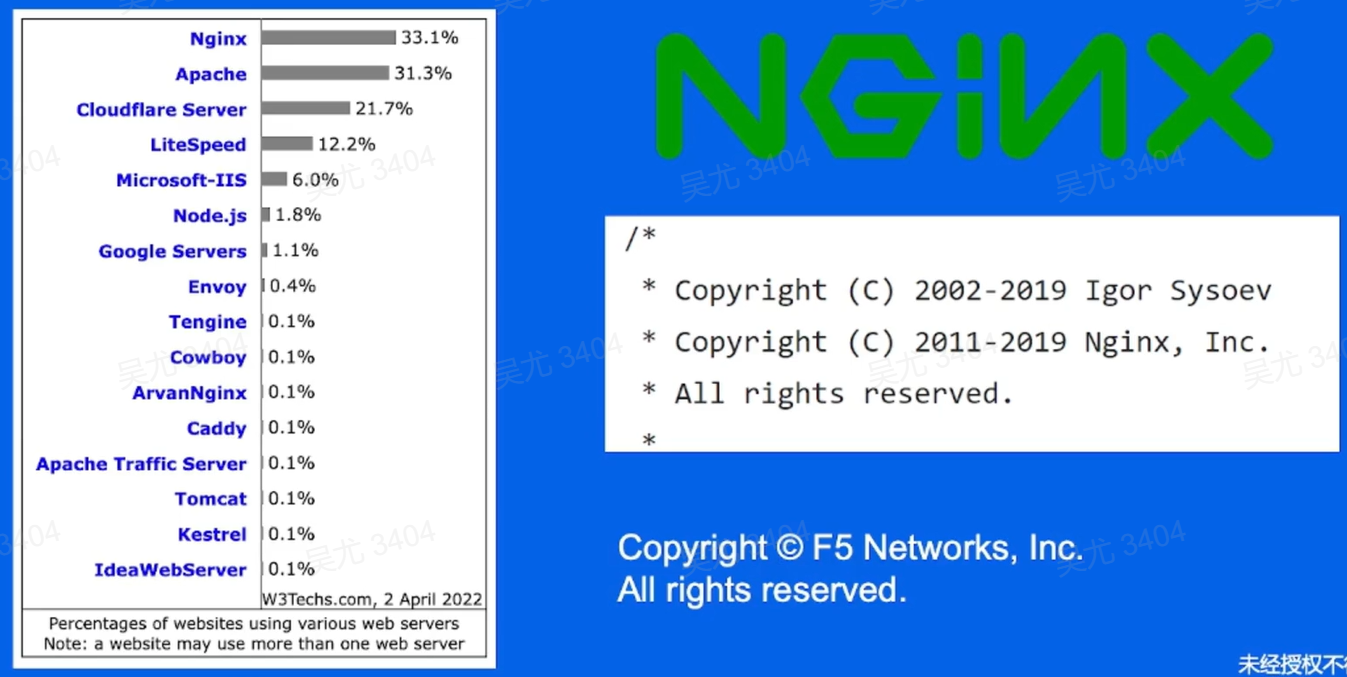 Nginx 33.1%
Apache 31.3%
Cloudflare Server 21.7%
LiteSpeed 12.2%
Microsoft-IIS 6.0%
Node.js 1.8%
Google Servers 1.1%
Envoy 0.4%
Tengine 0.1%
Cowboy 0.1%
ArvanNginx 0.1%
Caddy 0.1%
Apache Traffic Server 0.1%
Tomcat 0.1%
Kestrel 0.1%
IdeaWebServer 0.1%
W3Techs.com, 2 April 2022
Percentages of websites using various web servers
Note: a website may use more than one web server
NGINX
/*
* Copyright (C) 2002-2019 Igor Sysoev
* Copyright (C) 2011-2019 Nginx, Inc.
* All rights reserved.
*
Copyright © F5 Networks, Inc.
All rights reserved.
未经授权不
吴尤 3404